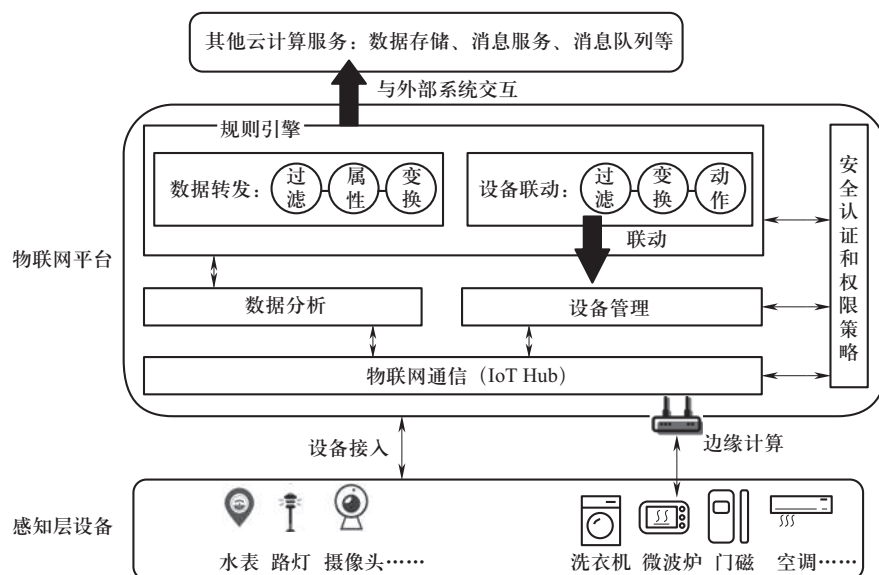 其他云计算服务：数据存储、消息服务、消息队列等
与外部系统交互
规则引擎
数据转发：
过滤
属性
变换
设备联动：
过滤
变换
动作
联动
安全认证和权限策略
物联网平台
数据分析
设备管理
物联网通信（IoT Hub）
设备接入
边缘计算
感知层设备
水表 路灯 摄像头…… 洗衣机 微波炉 门磁 空调……